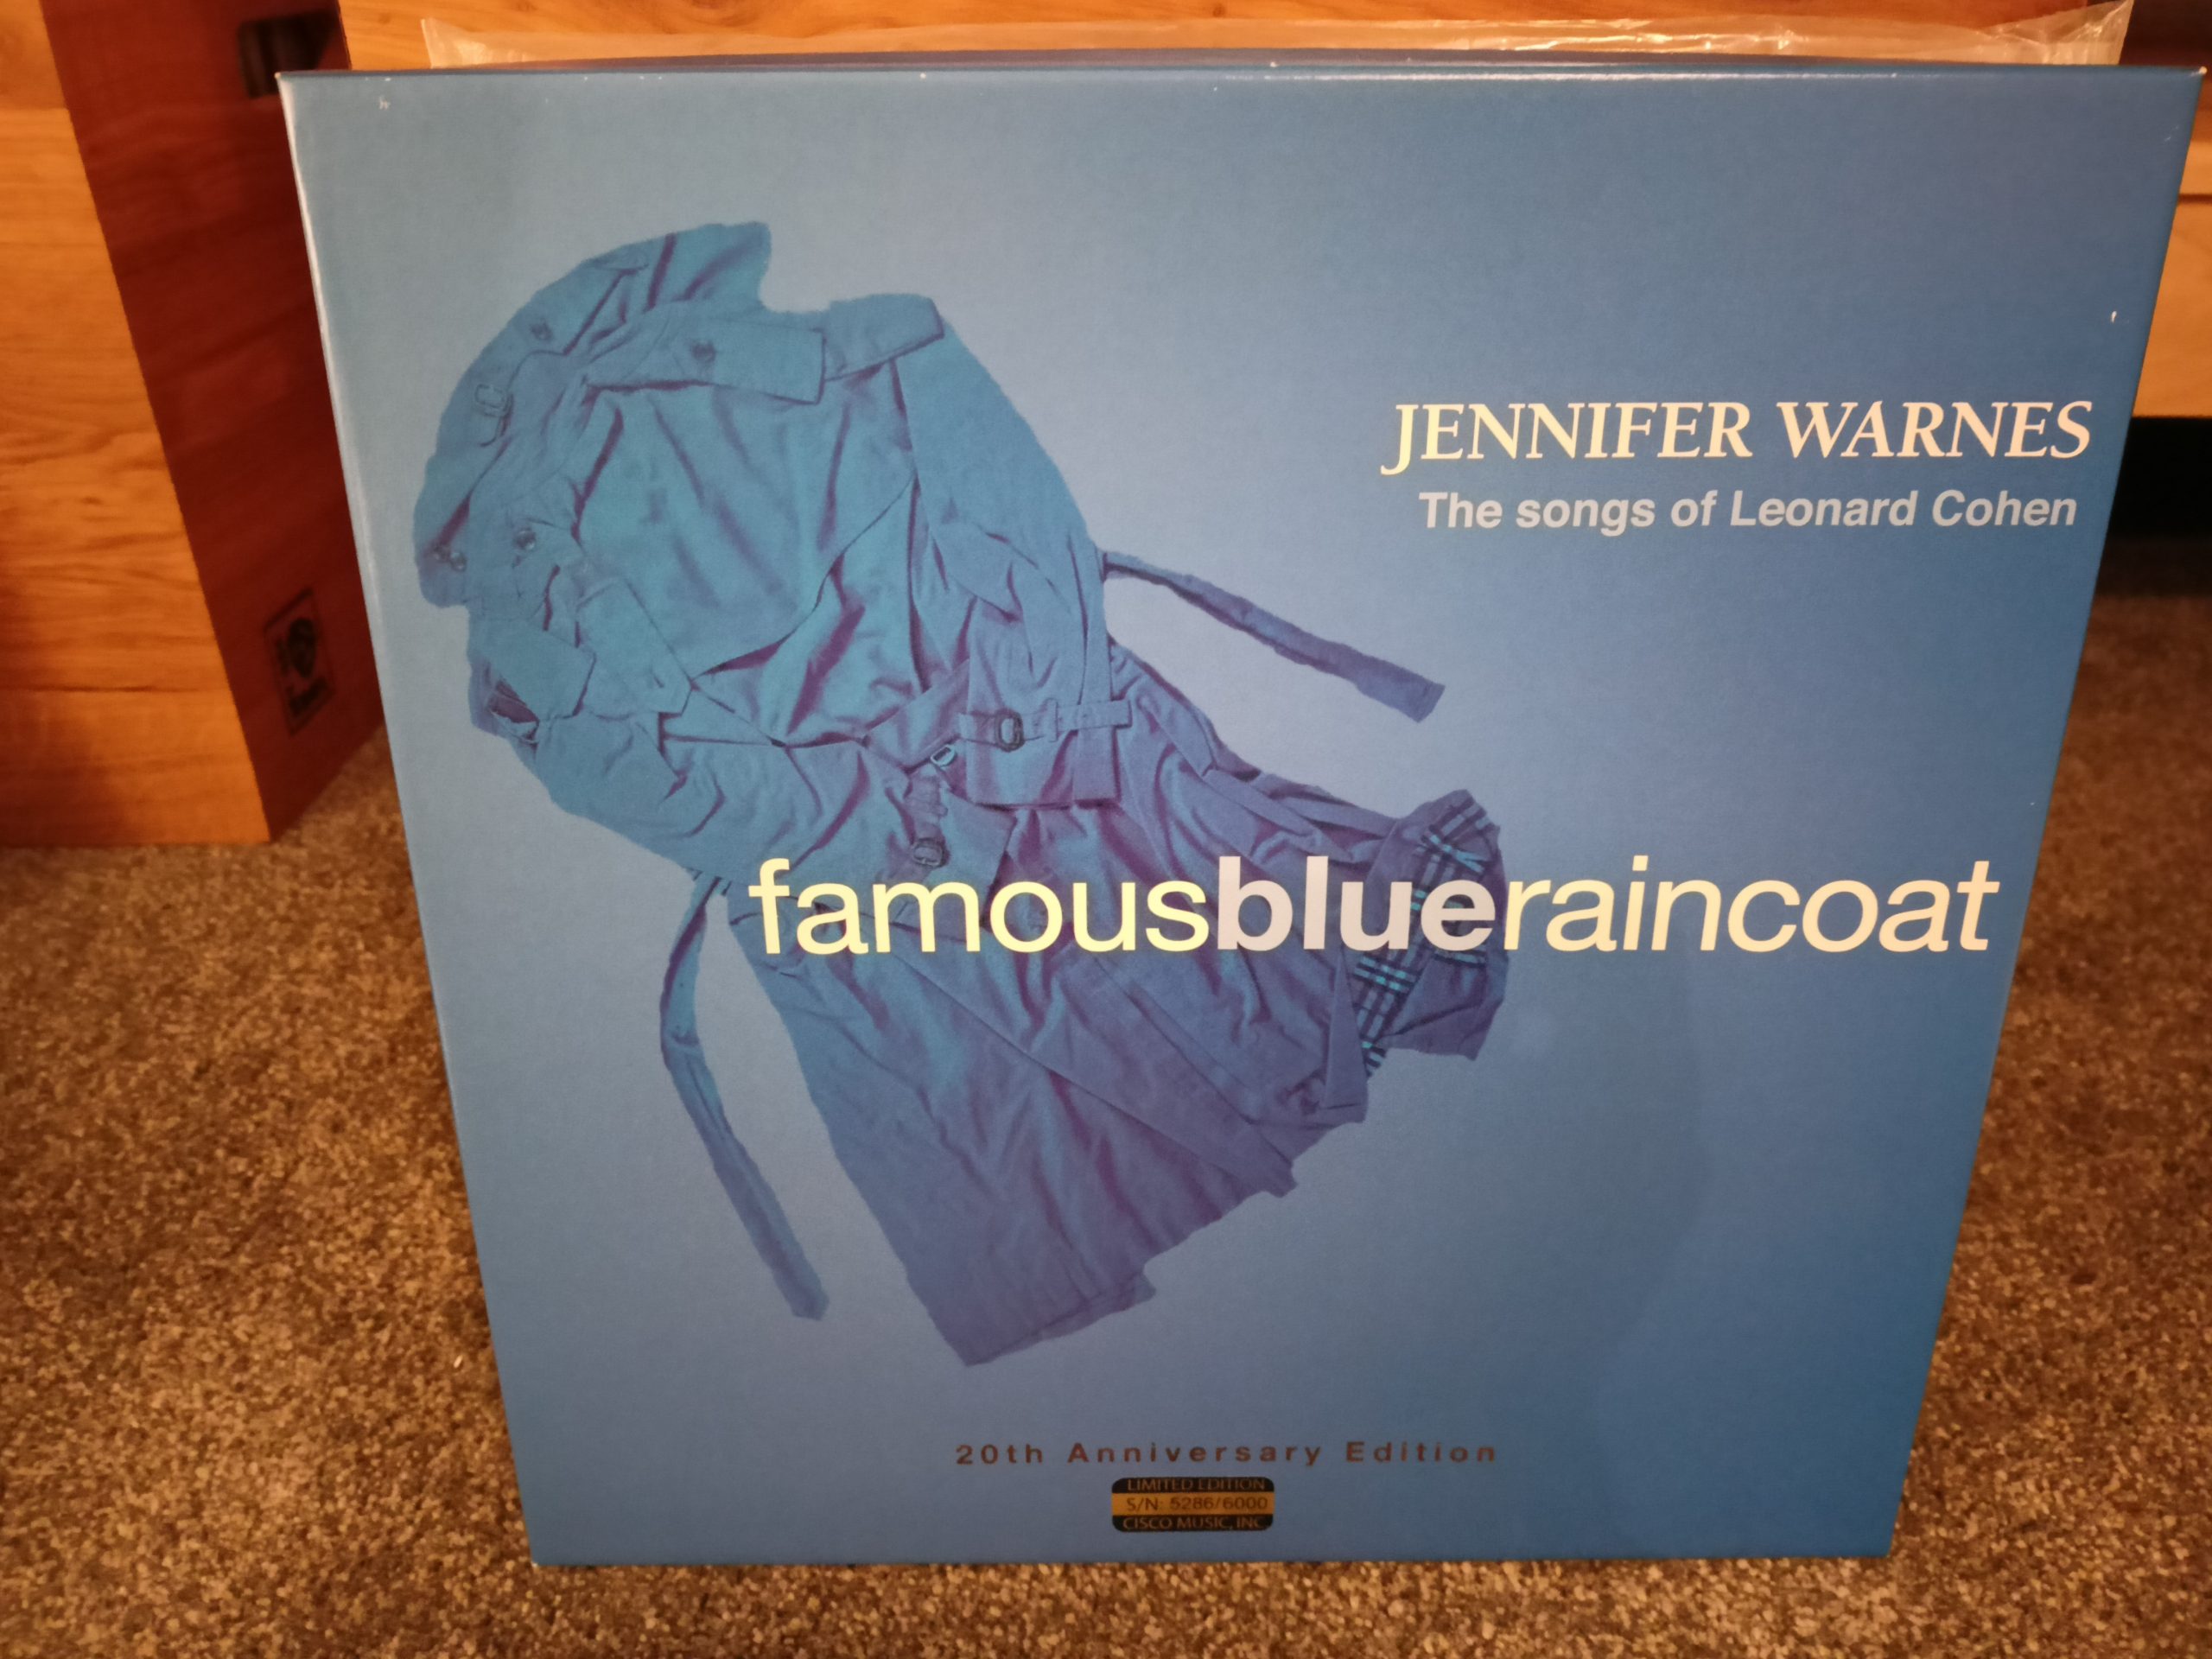 JENNIFER WARNES
The songs of Leonard Cohen
famousblueraincoat
20th Anniversary Edition
LIMITED EDITION
S/N: 5286/6000
CISCO MUSIC, INC